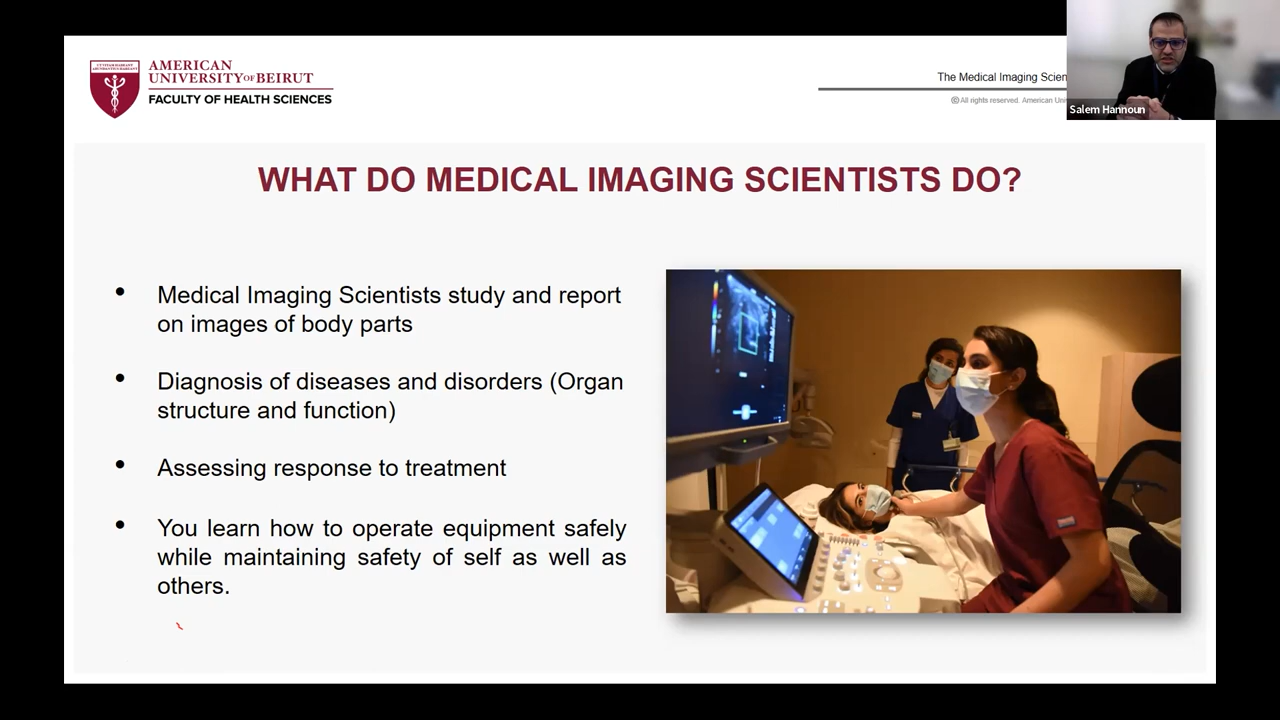 AMERICAN
UNIVERSITY OF BEIRUT
FACULTY OF HEALTH SCIENCES
The Medical Imaging Scien
©All rights reserved. American Uni
Salem Hannoun
WHAT DO MEDICAL IMAGING SCIENTISTS DO?
• Medical Imaging Scientists study and report
on images of body parts
• Diagnosis of diseases and disorders (Organ
structure and function)
• Assessing response to treatment
• You learn how to operate equipment safely
while maintaining safety of self as well as
others.